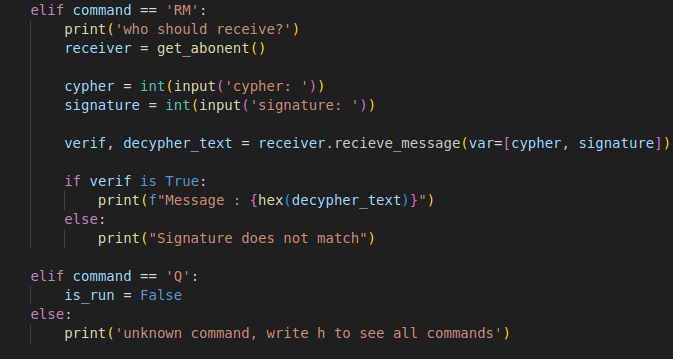 elif command == 'RM':
print('who should receive?')
receiver = get_abonent()
cypher = int(input('cypher: '))
signature = int(input('signature: '))
verif, decypher_text = receiver.recieve_message(var=[cypher, signature])
if verif is True:
print(f"Message : {hex(decypher_text)}")
else:
print("Signature does not match")
elif command == 'Q':
is_run = False
else:
print('unknown command, write h to see all commands')